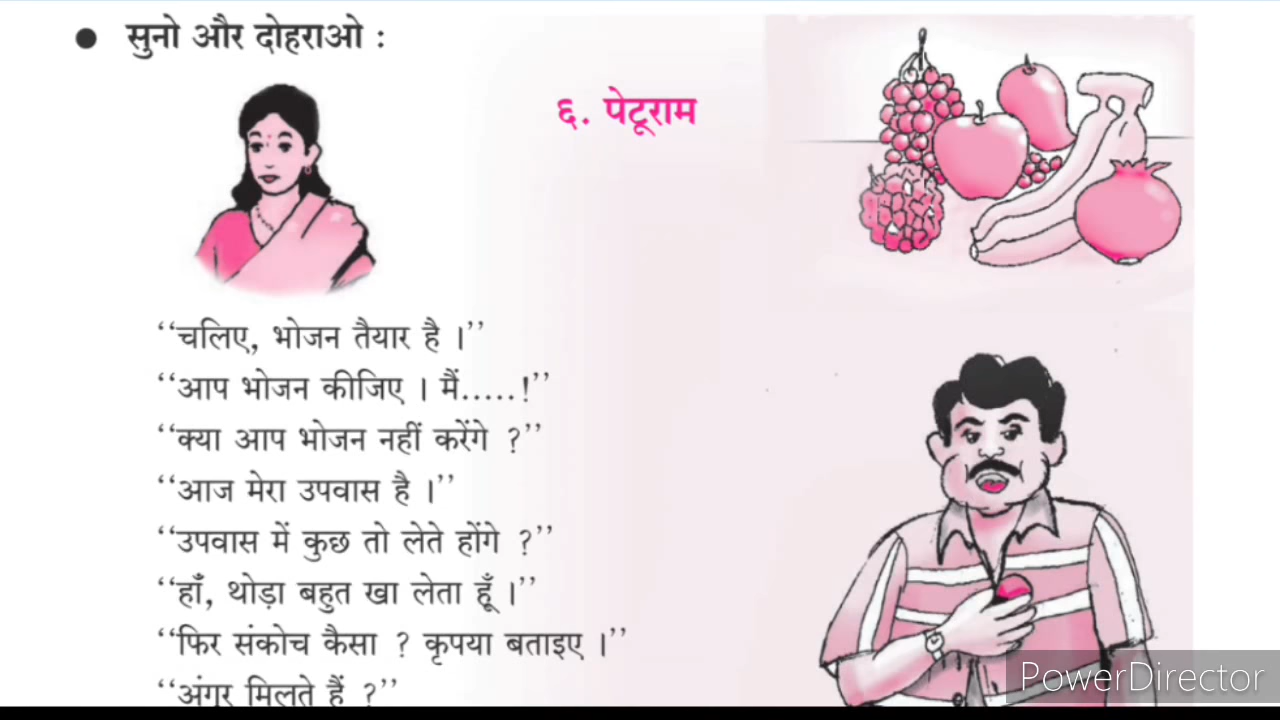 ● सुनो और दोहराओ :
६. पेटूराम
‘‘चलिए, भोजन तैयार है ।’’
‘‘आप भोजन कीजिए । मैं.....!’’
‘‘क्या आप भोजन नहीं करेंगे ?’’
‘‘आज मेरा उपवास है ।’’
‘‘उपवास में कुछ तो लेते होंगे ?’’
‘‘हाँ, थोड़ा बहुत खा लेता हूँ ।’’
‘‘फिर संकोच कैसा ? कृपया बताइए ।’’
‘‘अंगूर मिलते हैं ?’’
PowerDirector